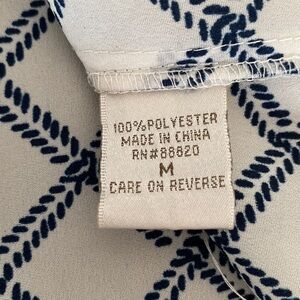 100%POLYESTER
MADE IN CHINA
RN#88820
M
CARE ON REVERSE